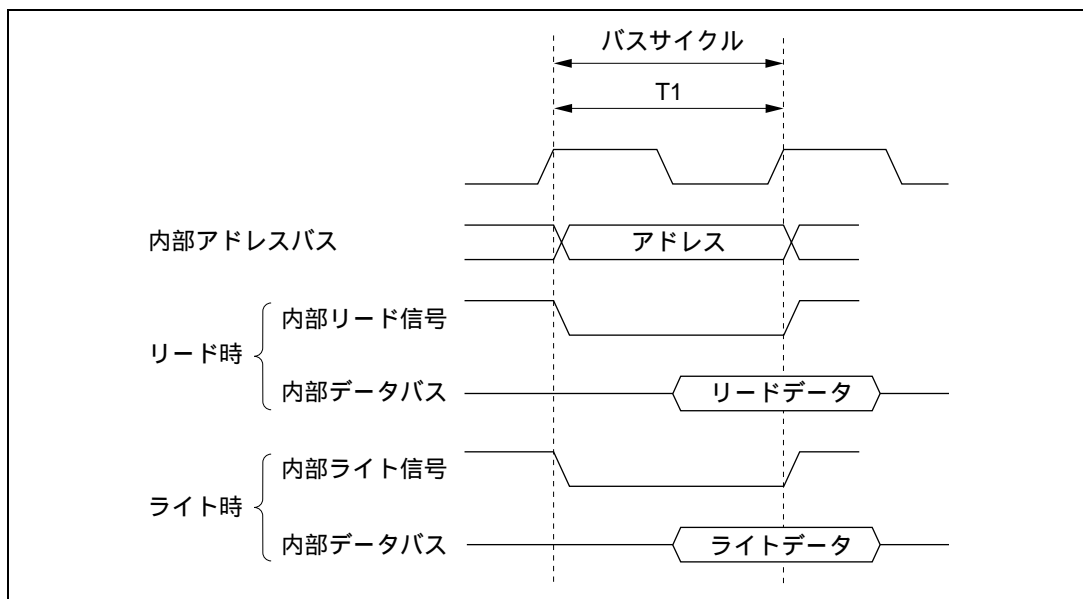 バスサイクル
T1
内部アドレスバス
アドレス
リード時
内部リード信号
内部データバス
リードデータ
ライト時
内部ライト信号
内部データバス
ライトデータ